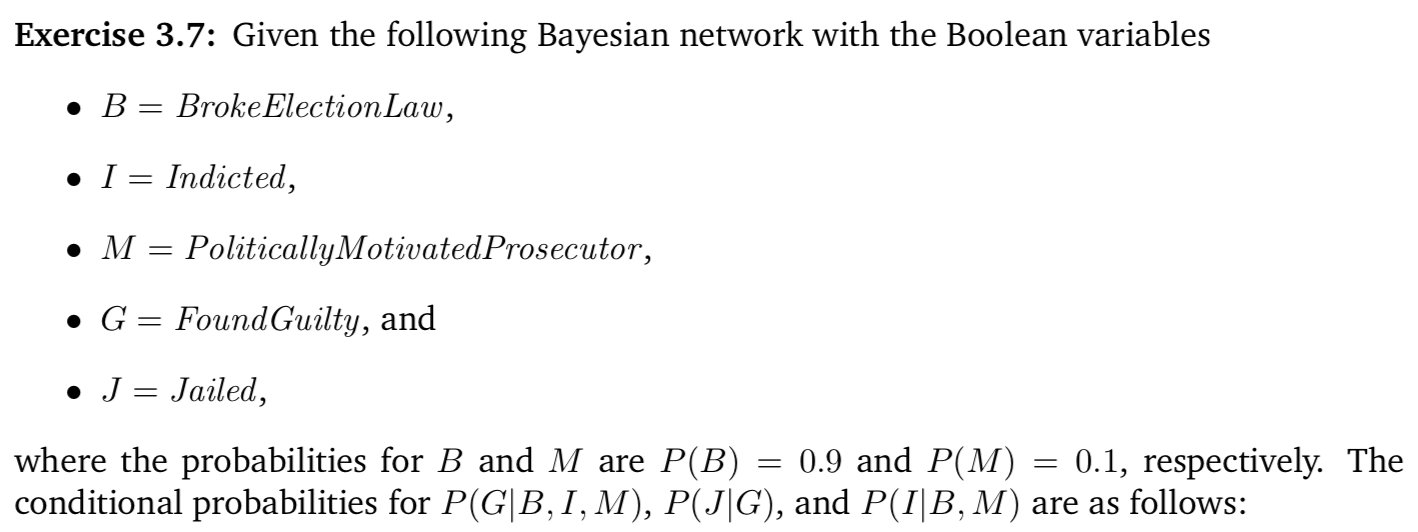 Exercise 3.7: Given the following Bayesian network with the Boolean variables
• B = BrokeElectionLaw,
• I = Indicted,
• M = PoliticallyMotivatedProsecutor,
• G = FoundGuilty, and
• J = Jailed,
where the probabilities for B and M are P(B) = 0.9 and P(M) = 0.1, respectively. The
conditional probabilities for P(G|B, I, M), P(J|G), and P(I|B, M) are as follows: